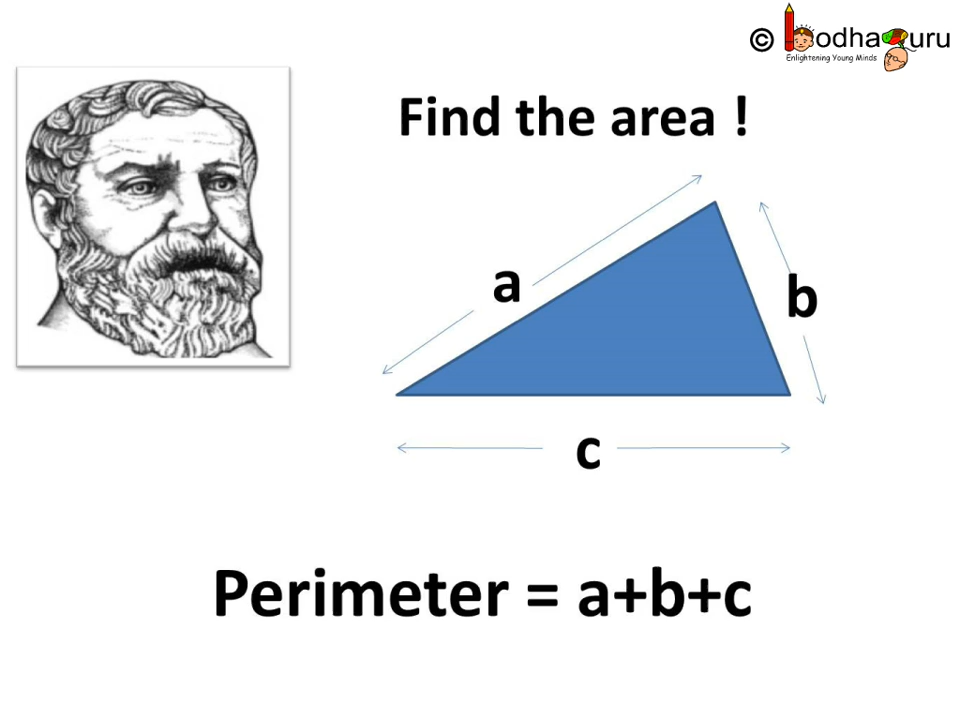 © bodhaguru
Enlightening Young Minds
Find the area !
a
b
c
Perimeter = a+b+c